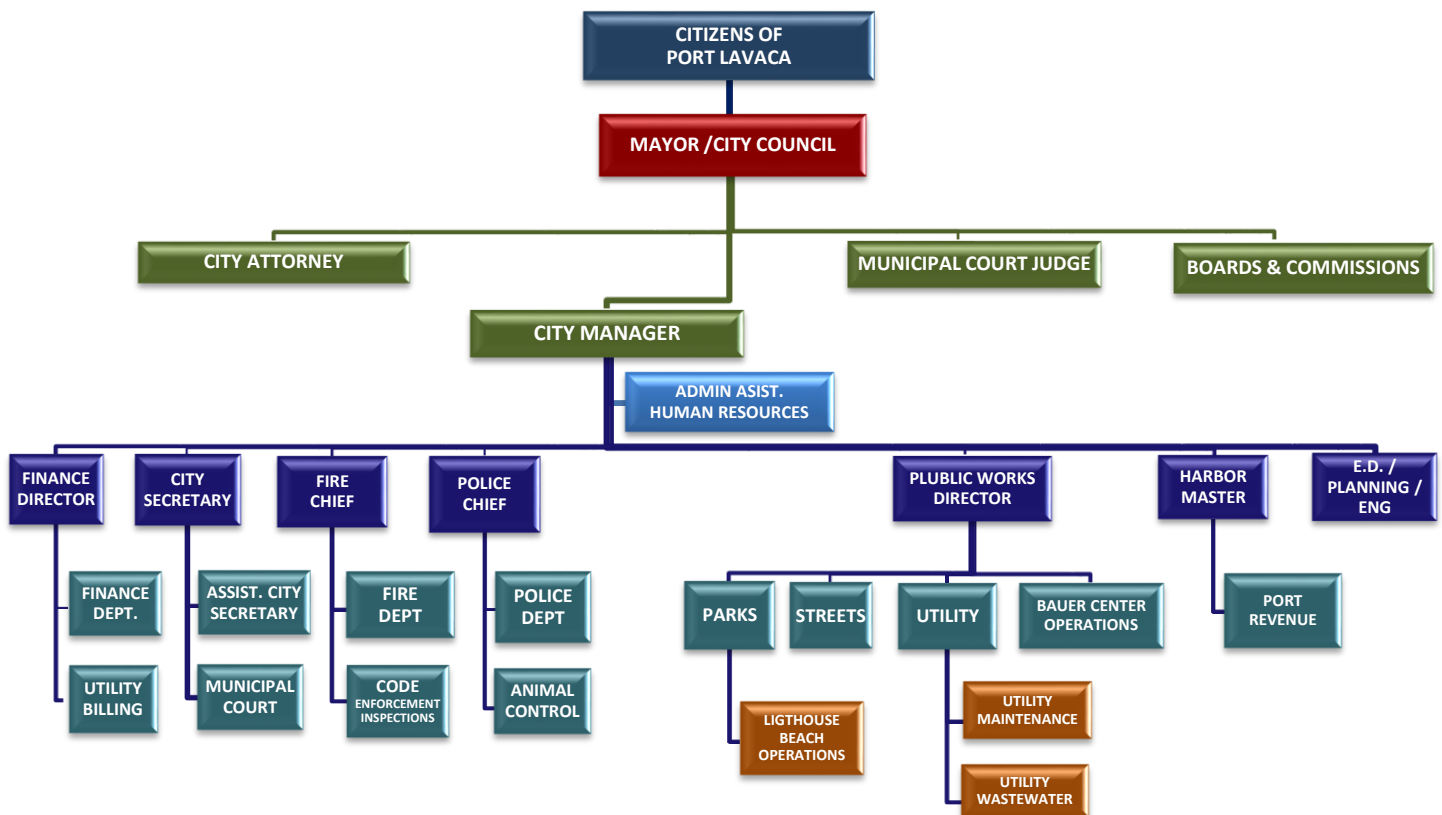 CITIZENS OF
PORT LAVACA
MAYOR /CITY COUNCIL
CITY ATTORNEY
MUNICIPAL COURT JUDGE
BOARDS & COMMISSIONS
CITY MANAGER
ADMIN ASIST.
HUMAN RESOURCES
FINANCE
DIRECTOR
CITY
SECRETARY
FIRE
CHIEF
POLICE
CHIEF
PLUBLIC WORKS
DIRECTOR
HARBOR
MASTER
E.D. /
PLANNING /
ENG
FINANCE
DEPT.
ASSIST. CITY
SECRETARY
FIRE
DEPT
POLICE
DEPT
PARKS
STREETS
UTILITY
BAUER CENTER
OPERATIONS
PORT
REVENUE
UTILITY
BILLING
MUNICIPAL
COURT
CODE
ENFORCEMENT
INSPECTIONS
ANIMAL
CONTROL
LIGTHOUSE
BEACH
OPERATIONS
UTILITY
MAINTENANCE
UTILITY
WASTEWATER